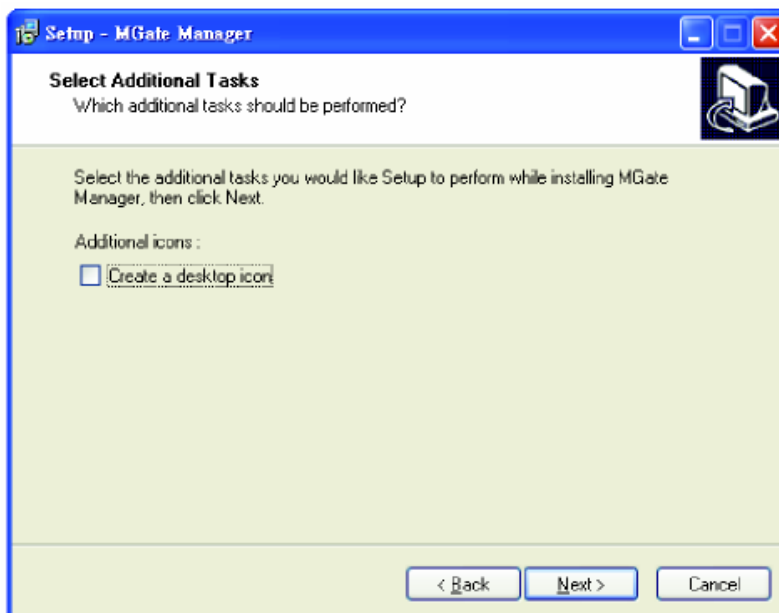 Setup - MGate Manager
Select Additional Tasks
Which additional tasks should be performed?
Select the additional tasks you would like Setup to perform while installing MGate
Manager, then click Next.
Additional icons :
Create a desktop icon
< Back
Next >
Cancel